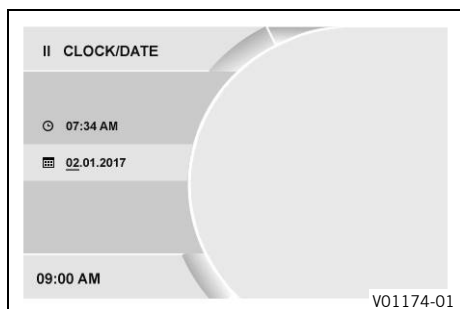 II CLOCK/DATE
07:34 AM
02.01.2017
09:00 AM
V01174-01